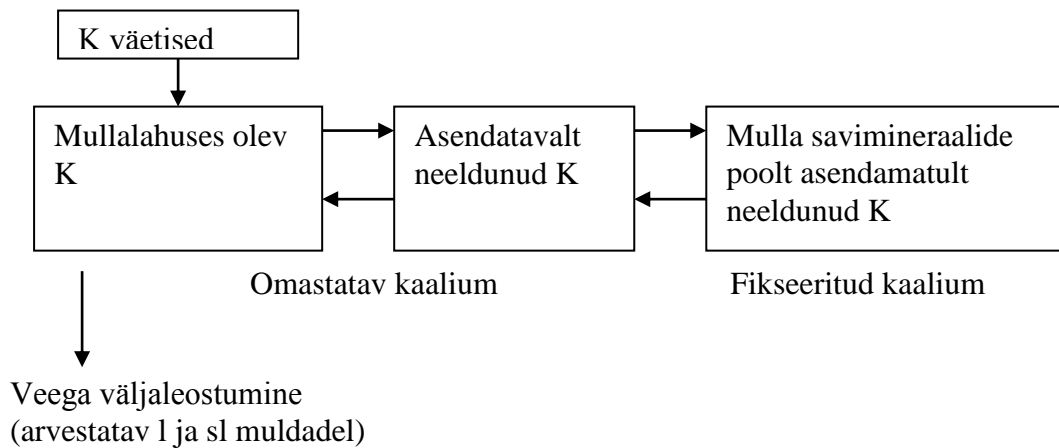 K väetised
Mullalahuses olev
K
Asendatavalt
neeldunud K
Mulla savimineraalide
poolt asendamatult
neeldunud K
Omastatav kaalium
Fikseeritud kaalium
Veega väljaleostumine
(arvestatav l ja sl muldadel)